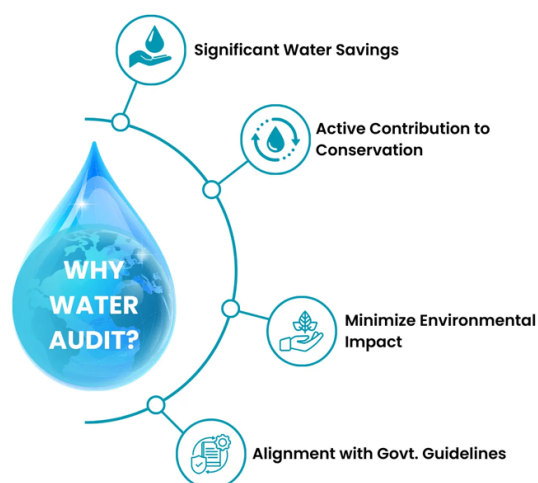 Significant Water Savings
Active Contribution to
Conservation
WHY
WATER
AUDIT?
Minimize Environmental
Impact
Alignment with Govt. Guidelines